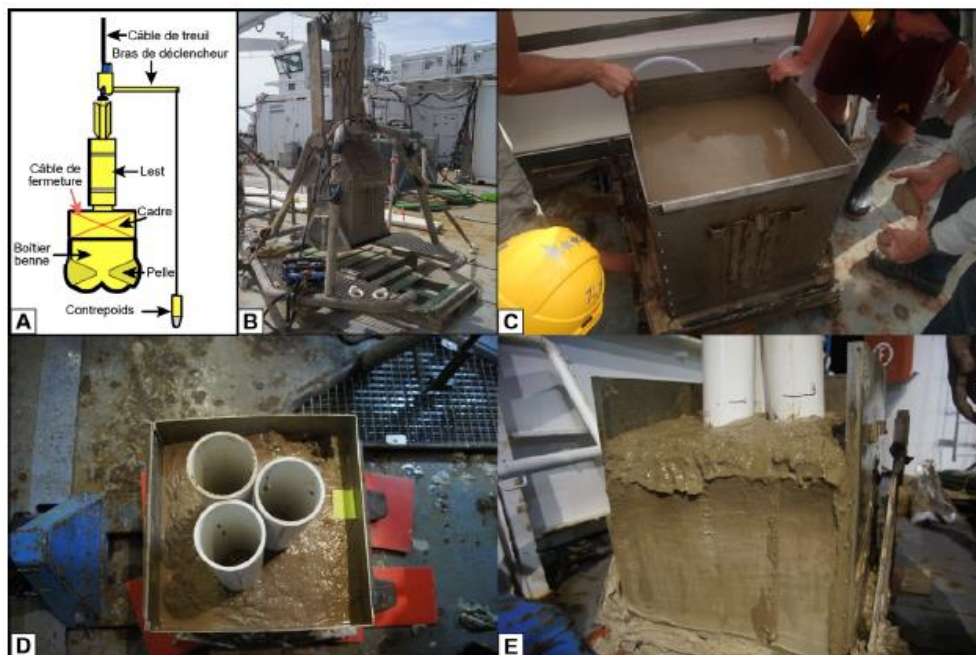 Câble de treuil
Bras de déclencheur
Câble de
fermeture
Lest
Cadre
Boîtier
benne
Pelle
Contrepoids
A
B
C
D
E